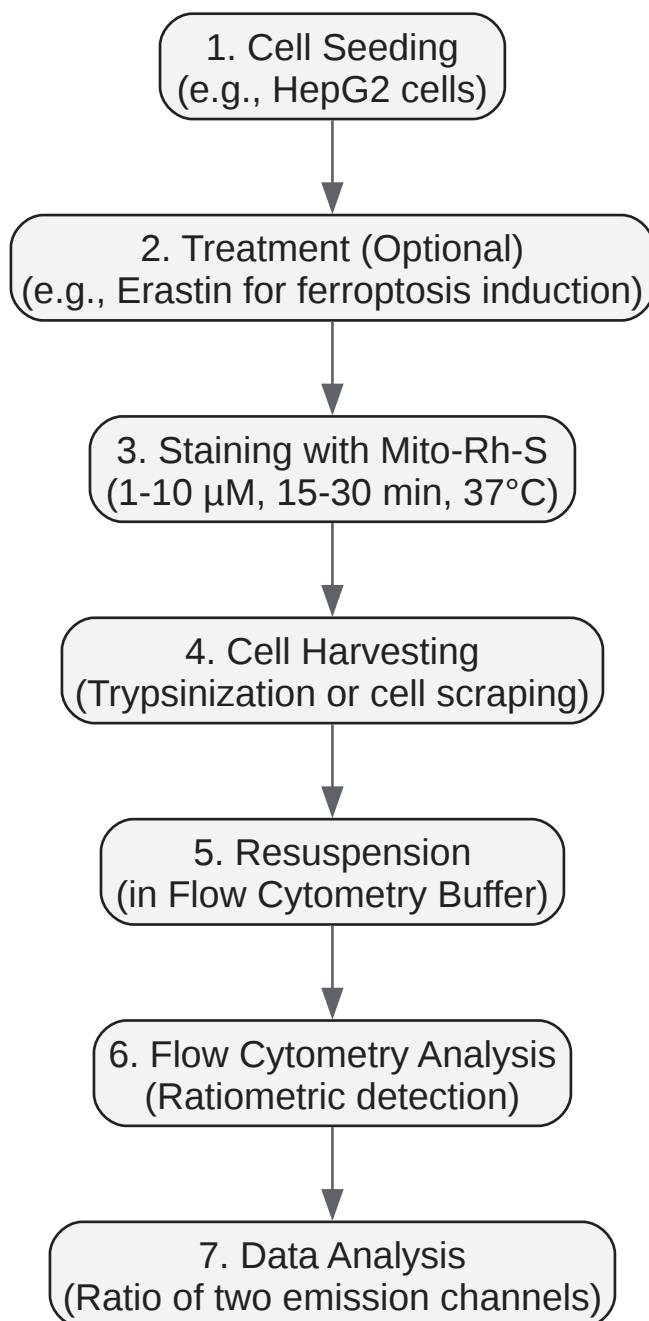 1. Cell Seeding
(e.g., HepG2 cells)
2. Treatment (Optional)
(e.g., Erastin for ferroptosis induction)
3. Staining with Mito-Rh-S
(1-10 µM, 15-30 min, 37°C)
4. Cell Harvesting
(Trypsinization or cell scraping)
5. Resuspension
(in Flow Cytometry Buffer)
6. Flow Cytometry Analysis
(Ratiometric detection)
7. Data Analysis
(Ratio of two emission channels)